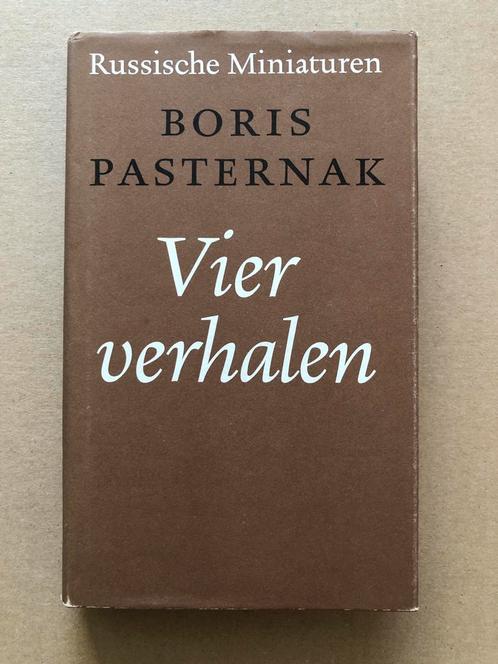 Russische Miniaturen
BORIS
PASTERNAK
Vier
verhalen